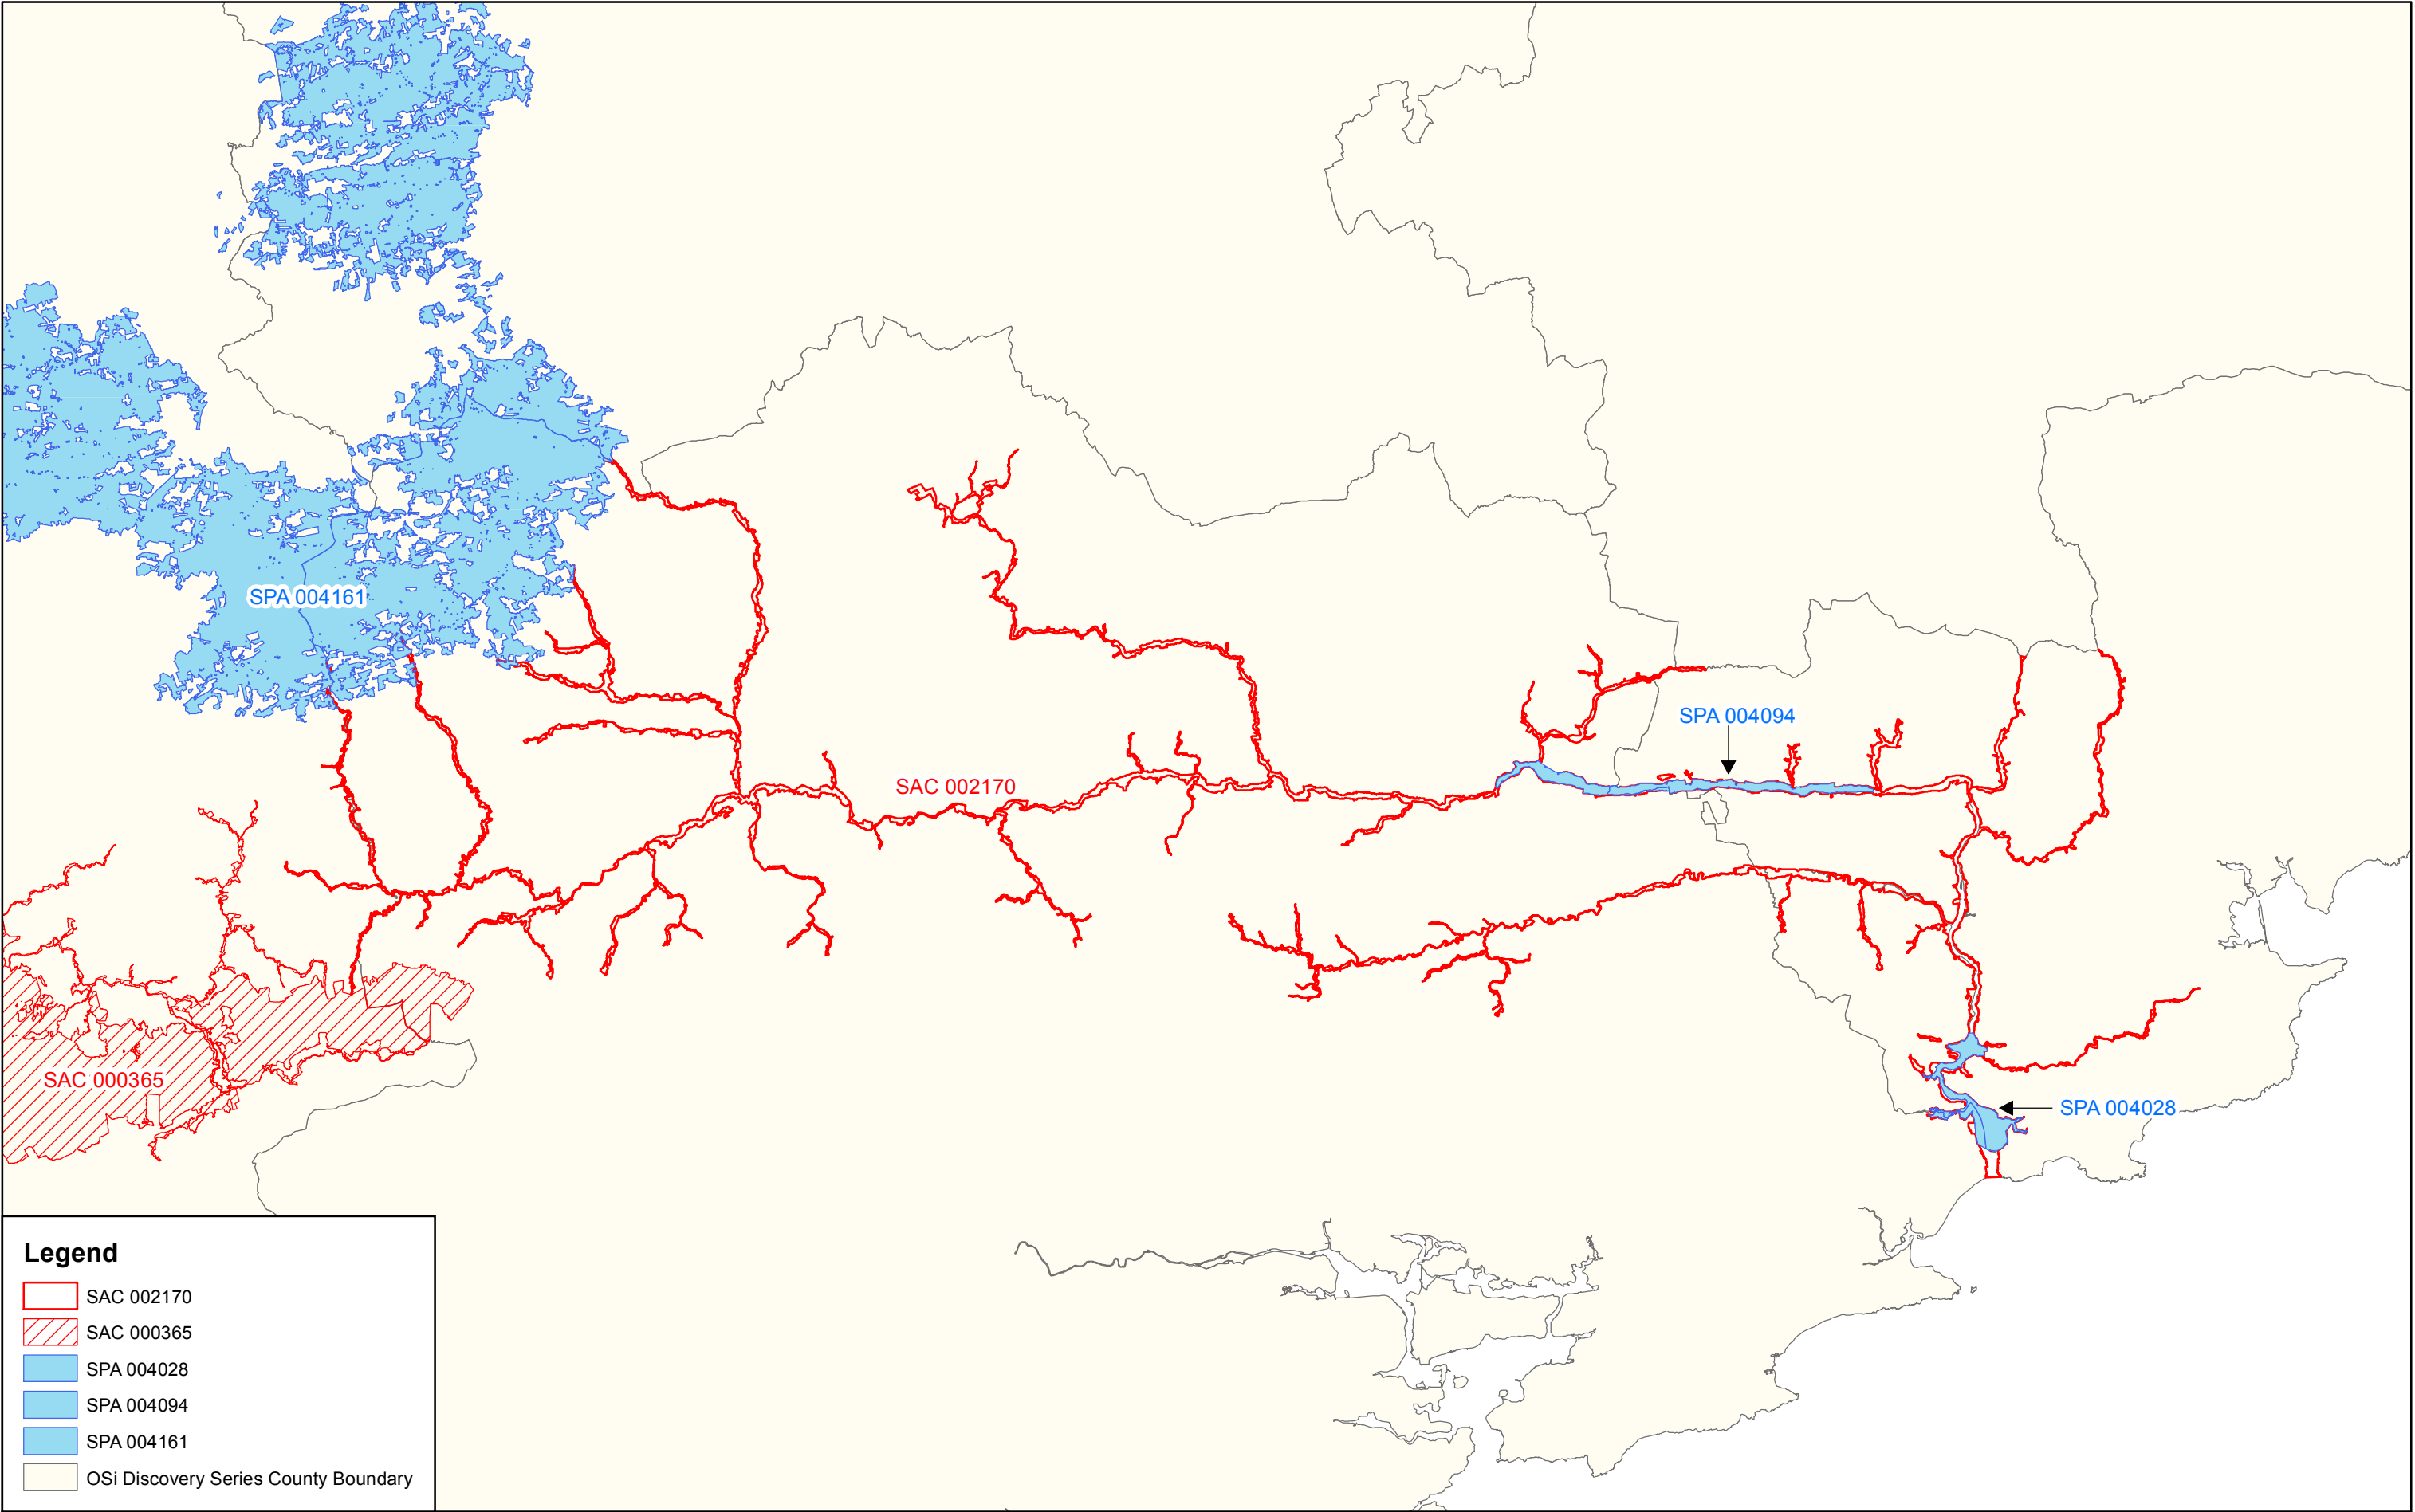 SPA 004161
SPA 004094
SAC 002170
SAC 000365
SPA 004028
Legend
SAC 002170
SAC 000365
SPA 004028
SPA 004094
SPA 004161
OSi Discovery Series County Boundary